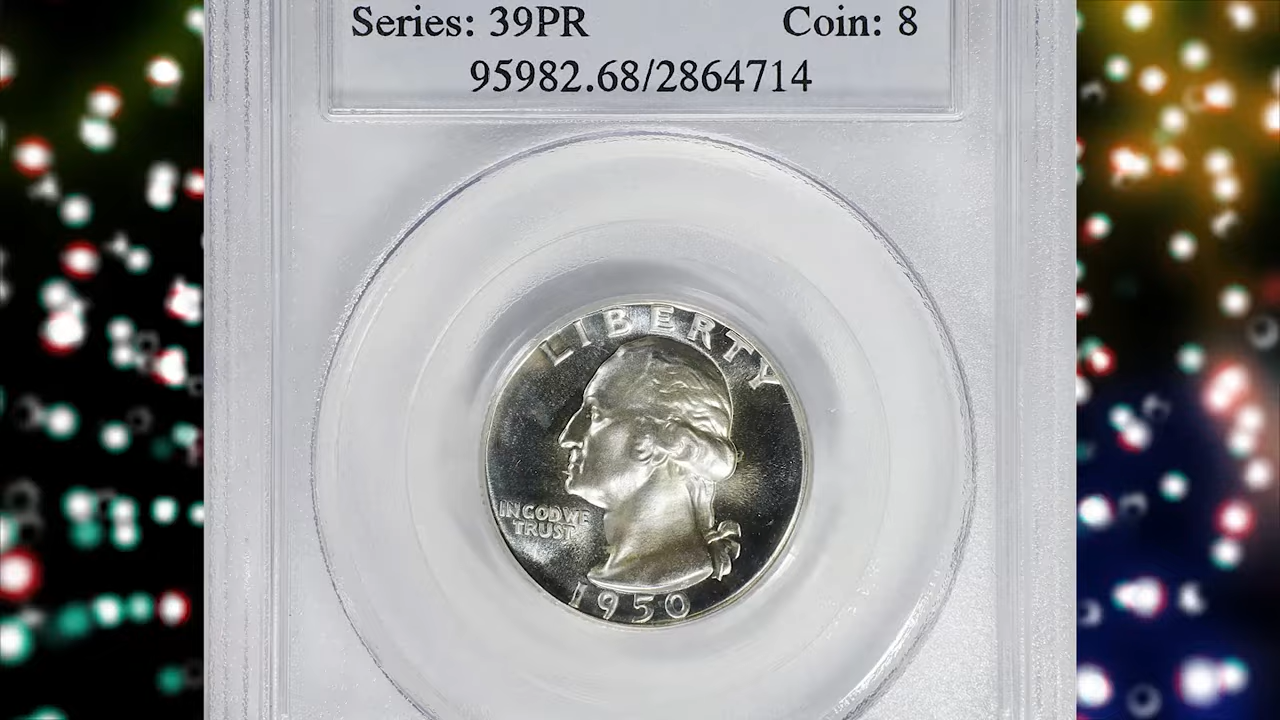 Series: 39PR Coin: 8
95982.68/2864714
LIBERTY
IN GOD WE
TRUST
1950